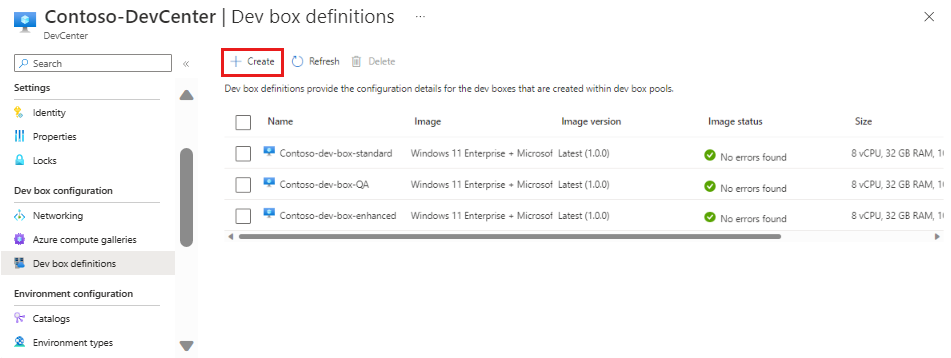 Contoso-DevCenter | Dev box definitions ...
DevCenter
Search «
Create Refresh Delete
Settings
Identity
Properties
Locks
Dev box configuration
Networking
Azure compute galleries
Dev box definitions
Environment configuration
Catalogs
Environment types
Dev box definitions provide the configuration details for the dev boxes that are created within dev box pools.
Name Image Image version Image status Size
Contoso-dev-box-standard Windows 11 Enterprise + Microsof Latest (1.0.0) No errors found 8 vCPU, 32 GB RAM, 1
Contoso-dev-box-QA Windows 11 Enterprise + Microsof Latest (1.0.0) No errors found 8 vCPU, 32 GB RAM, 1
Contoso-dev-box-enhanced Windows 11 Enterprise + Microsof Latest (1.0.0) No errors found 8 vCPU, 32 GB RAM, 1